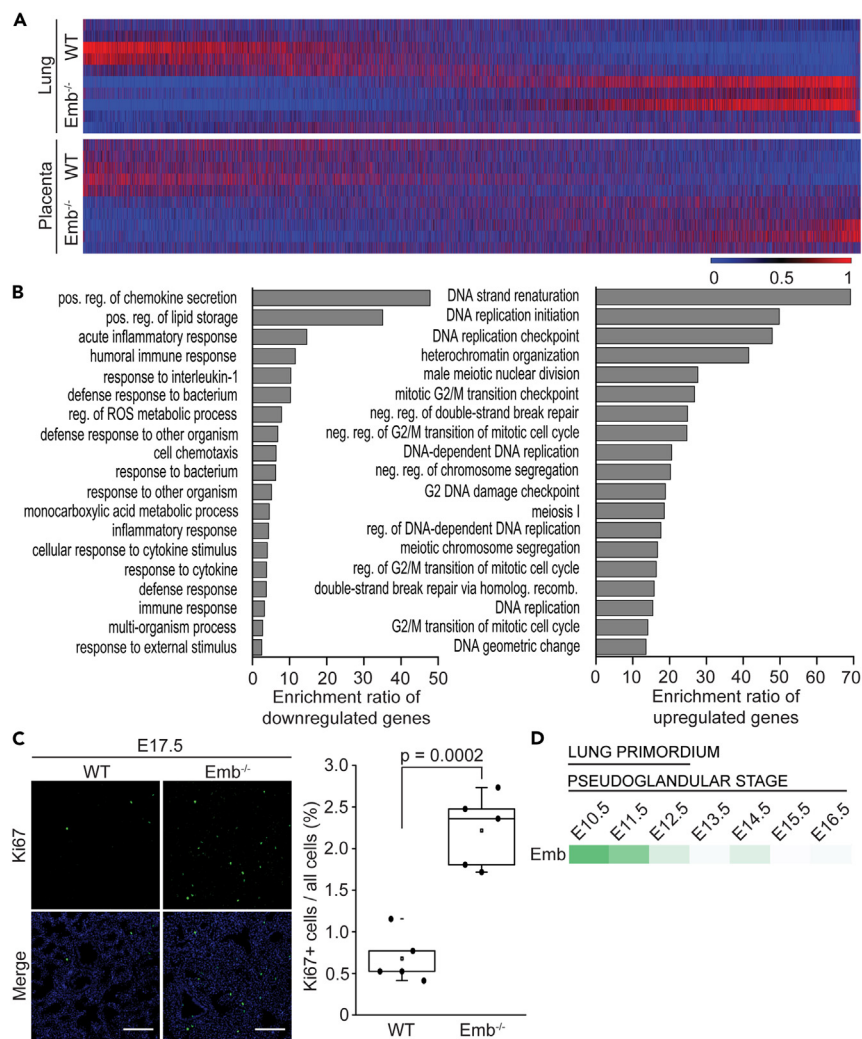 A
Lung
WT
Emb-/-
Placenta
WT
Emb-/-
0 0.5 1
B
pos. reg. of chemokine secretion
pos. reg. of lipid storage
acute inflammatory response
humoral immune response
response to interleukin-1
defense response to bacterium
reg. of ROS metabolic process
defense response to other organism
cell chemotaxis
response to bacterium
response to other organism
monocarboxylic acid metabolic process
inflammatory response
cellular response to cytokine stimulus
response to cytokine
defense response
immune response
multi-organism process
response to external stimulus
0 10 20 30 40 50
Enrichment ratio of
downregulated genes
DNA strand renaturation
DNA replication initiation
DNA replication checkpoint
heterochromatin organization
male meiotic nuclear division
mitotic G2/M transition checkpoint
neg. reg. of double-strand break repair
neg. reg. of G2/M transition of mitotic cell cycle
DNA-dependent DNA replication
neg. reg. of chromosome segregation
G2 DNA damage checkpoint
meiosis I
reg. of DNA-dependent DNA replication
meiotic chromosome segregation
reg. of G2/M transition of mitotic cell cycle
double-strand break repair via homolog. recomb.
DNA replication
G2/M transition of mitotic cell cycle
DNA geometric change
0 10 20 30 40 50 60 70
Enrichment ratio of
upregulated genes
C
E17.5
WT Emb-/-
Ki67
Merge
Ki67+ cells / all cells (%)
3.0
2.5
2.0
1.5
1.0
0.5
0
p = 0.0002
WT Emb-/-
D
LUNG PRIMORDIUM
PSEUDOGLANDULAR STAGE
E10.5 E11.5 E12.5 E13.5 E14.5 E15.5 E16.5
Emb